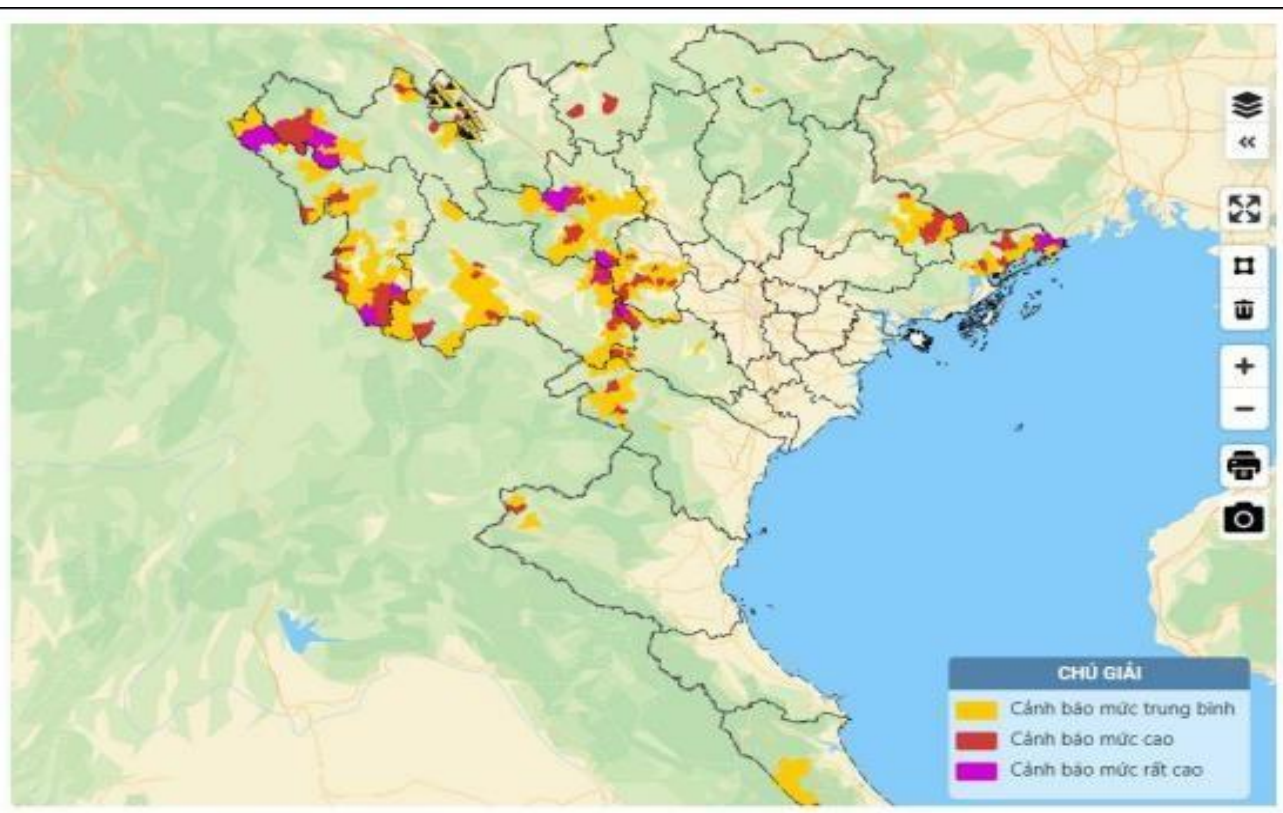 CHÚ GIẢI
Cảnh báo mức trung bình
Cảnh báo mức cao
Cảnh báo mức rất cao